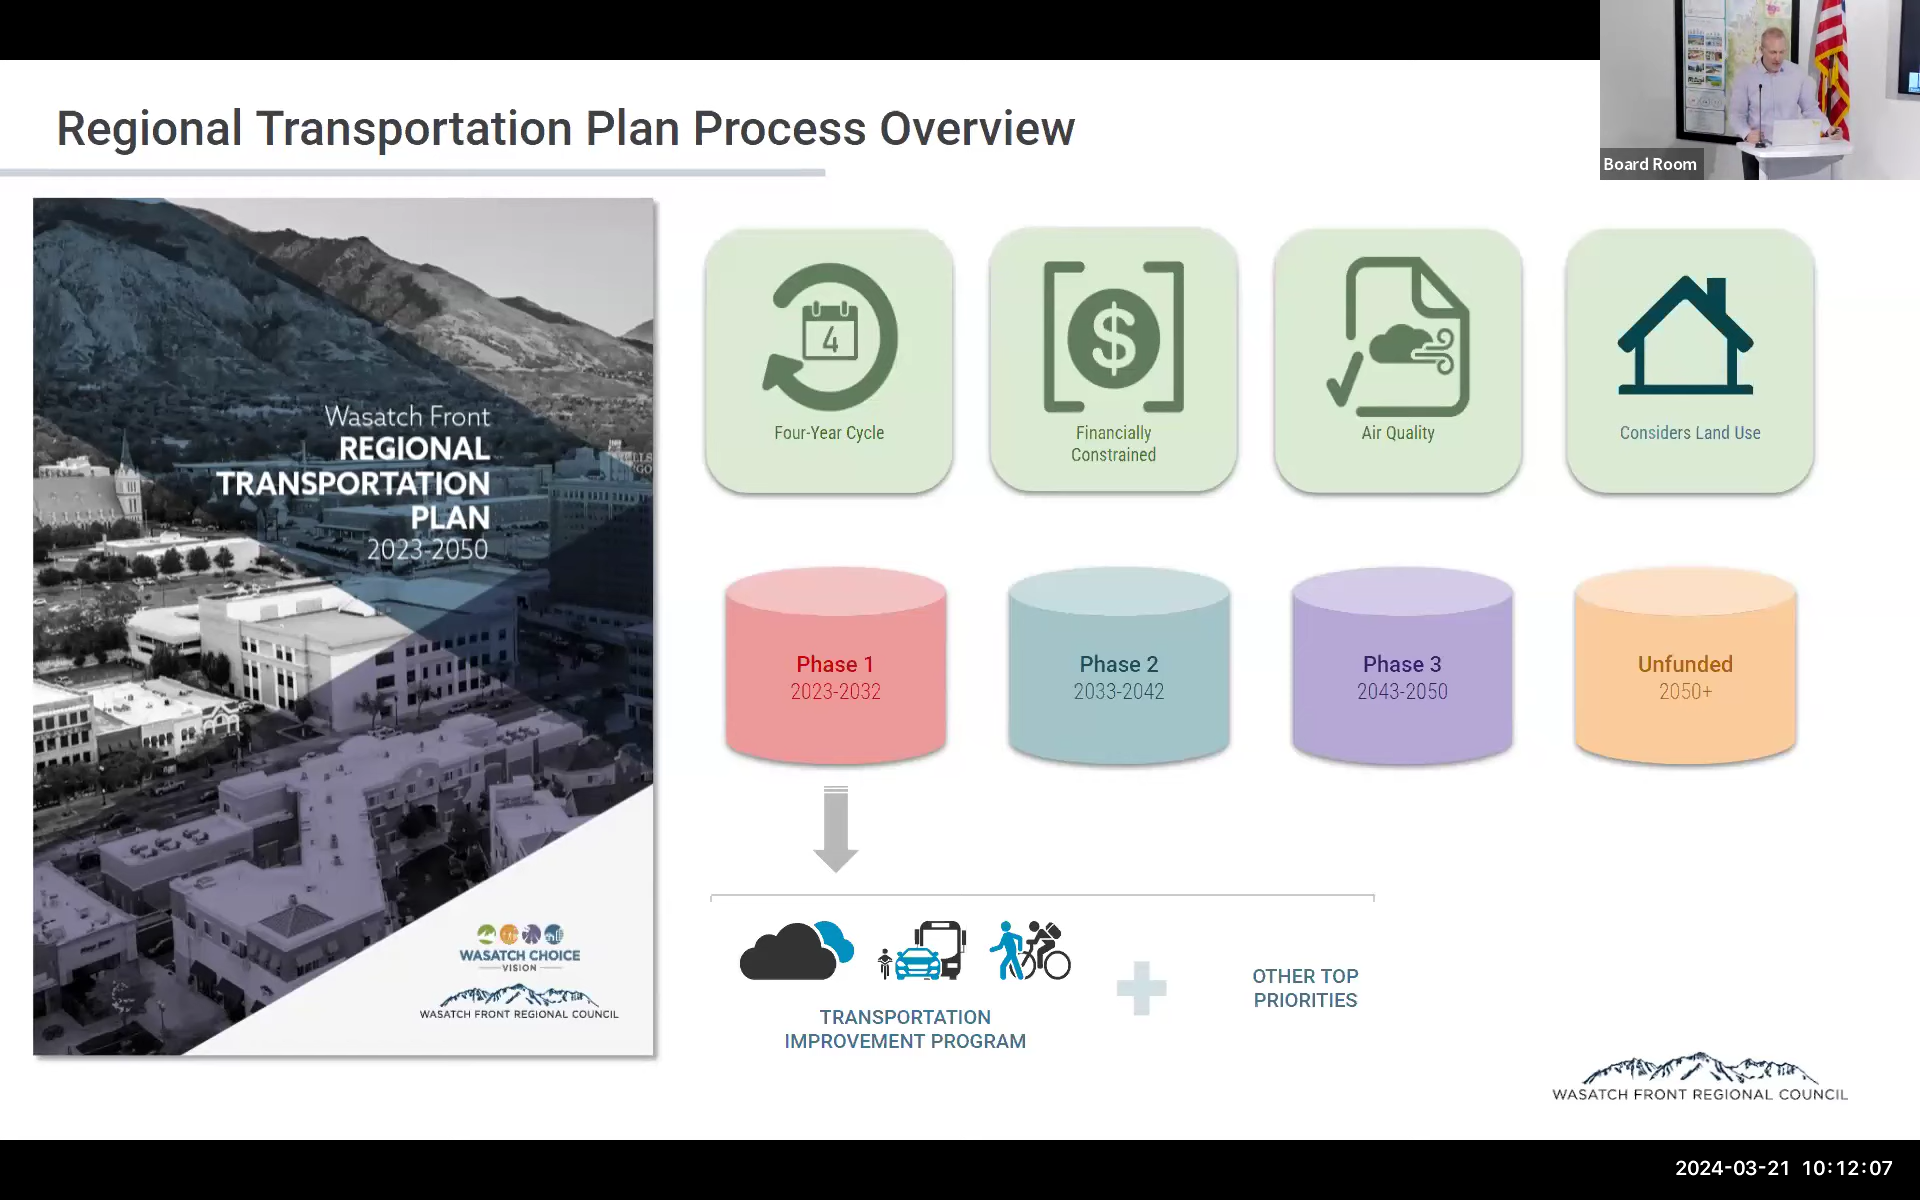 Regional Transportation Plan Process Overview
Board Room
Wasatch Front
REGIONAL
TRANSPORTATION
PLAN
2023-2050
WASATCH CHOICE
VISION
WASATCH FRONT REGIONAL COUNCIL
4
Four-Year Cycle
$
Financially
Constrained
Air Quality
Considers Land Use
Phase 1
2023-2032
Phase 2
2033-2042
Phase 3
2043-2050
Unfunded
2050+
TRANSPORTATION
IMPROVEMENT PROGRAM
OTHER TOP
PRIORITIES
WASATCH FRONT REGIONAL COUNCIL
2024-03-21 10:12:07